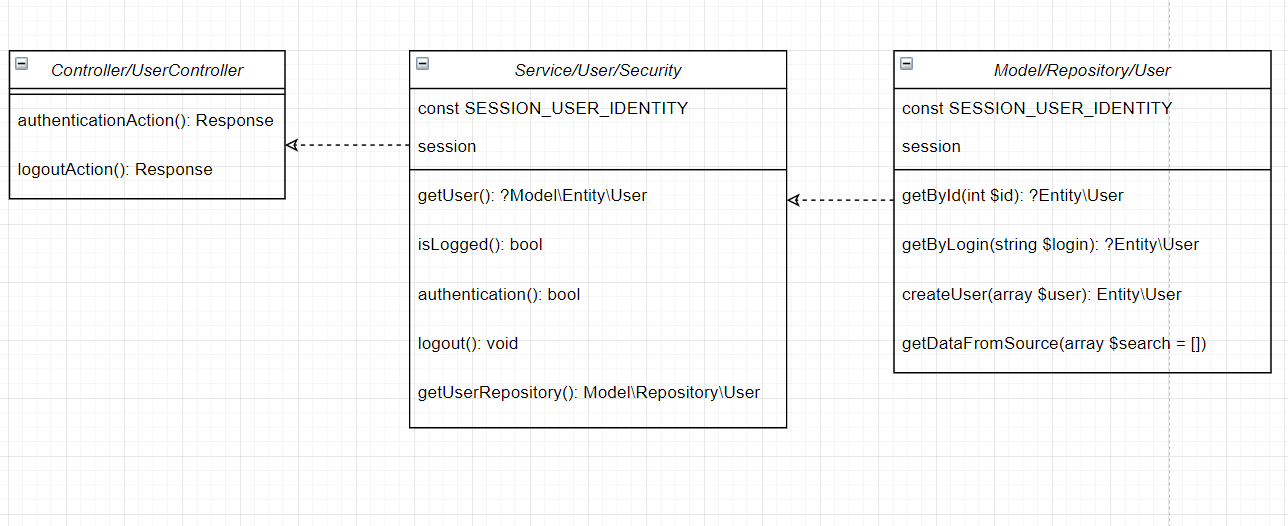 Controller/UserController
authenticationAction(): Response
logoutAction(): Response
Service/User/Security
const SESSION_USER_IDENTITY
session
getUser(): ?Model\Entity\User
isLogged(): bool
authentication(): bool
logout(): void
getUserRepository(): Model\Repository\User
Model/Repository/User
const SESSION_USER_IDENTITY
session
getById(int $id): ?Entity\User
getByLogin(string $login): ?Entity\User
createUser(array $user): Entity\User
getDataFromSource(array $search = [])